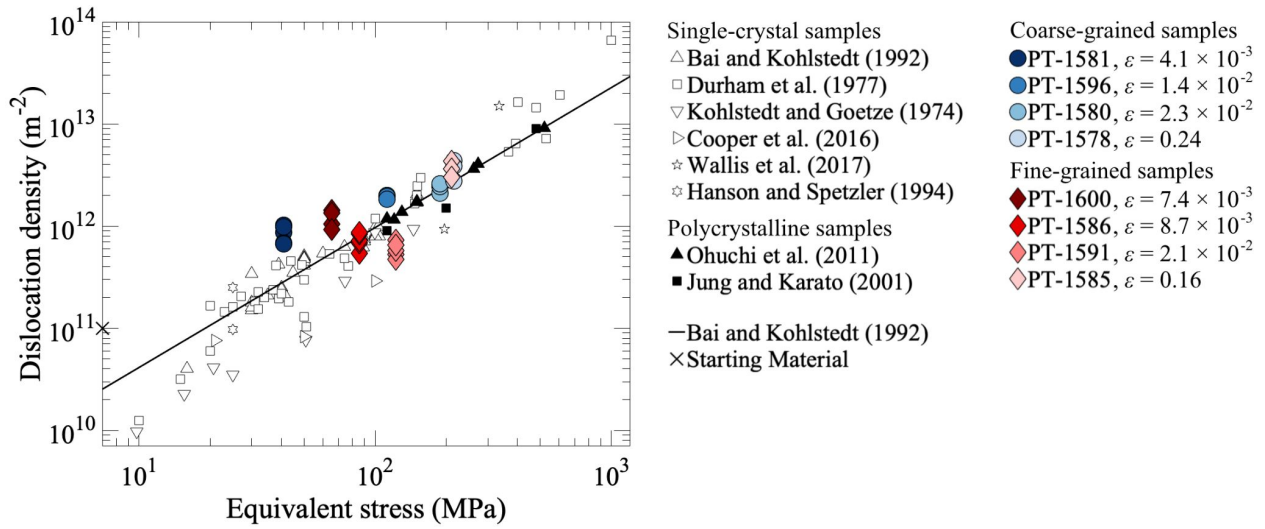 10^14
10^13
10^12
10^11
10^10
Dislocation density (m^-2)
10^1
10^2
10^3
Equivalent stress (MPa)
Single-crystal samples
Bai and Kohlstedt (1992)
Durham et al. (1977)
Kohlstedt and Goetze (1974)
Cooper et al. (2016)
Wallis et al. (2017)
Hanson and Spetzler (1994)
Polycrystalline samples
Ohuchi et al. (2011)
Jung and Karato (2001)
Bai and Kohlstedt (1992)
Starting Material
Coarse-grained samples
PT-1581, ε = 4.1 × 10^-3
PT-1596, ε = 1.4 × 10^-2
PT-1580, ε = 2.3 × 10^-2
PT-1578, ε = 0.24
Fine-grained samples
PT-1600, ε = 7.4 × 10^-3
PT-1586, ε = 8.7 × 10^-3
PT-1591, ε = 2.1 × 10^-2
PT-1585, ε = 0.16